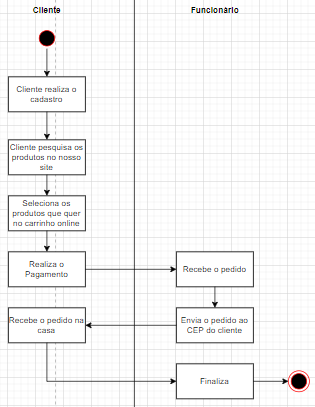 Cliente
Funcionário
Cliente realiza o
cadastro
Cliente pesquisa os
produtos no nosso
site
Seleciona os
produtos que quer
no carrinho online
Realiza o
Pagamento
Recebe o pedido
Recebe o pedido na
casa
Envia o pedido ao
CEP do cliente
Finaliza